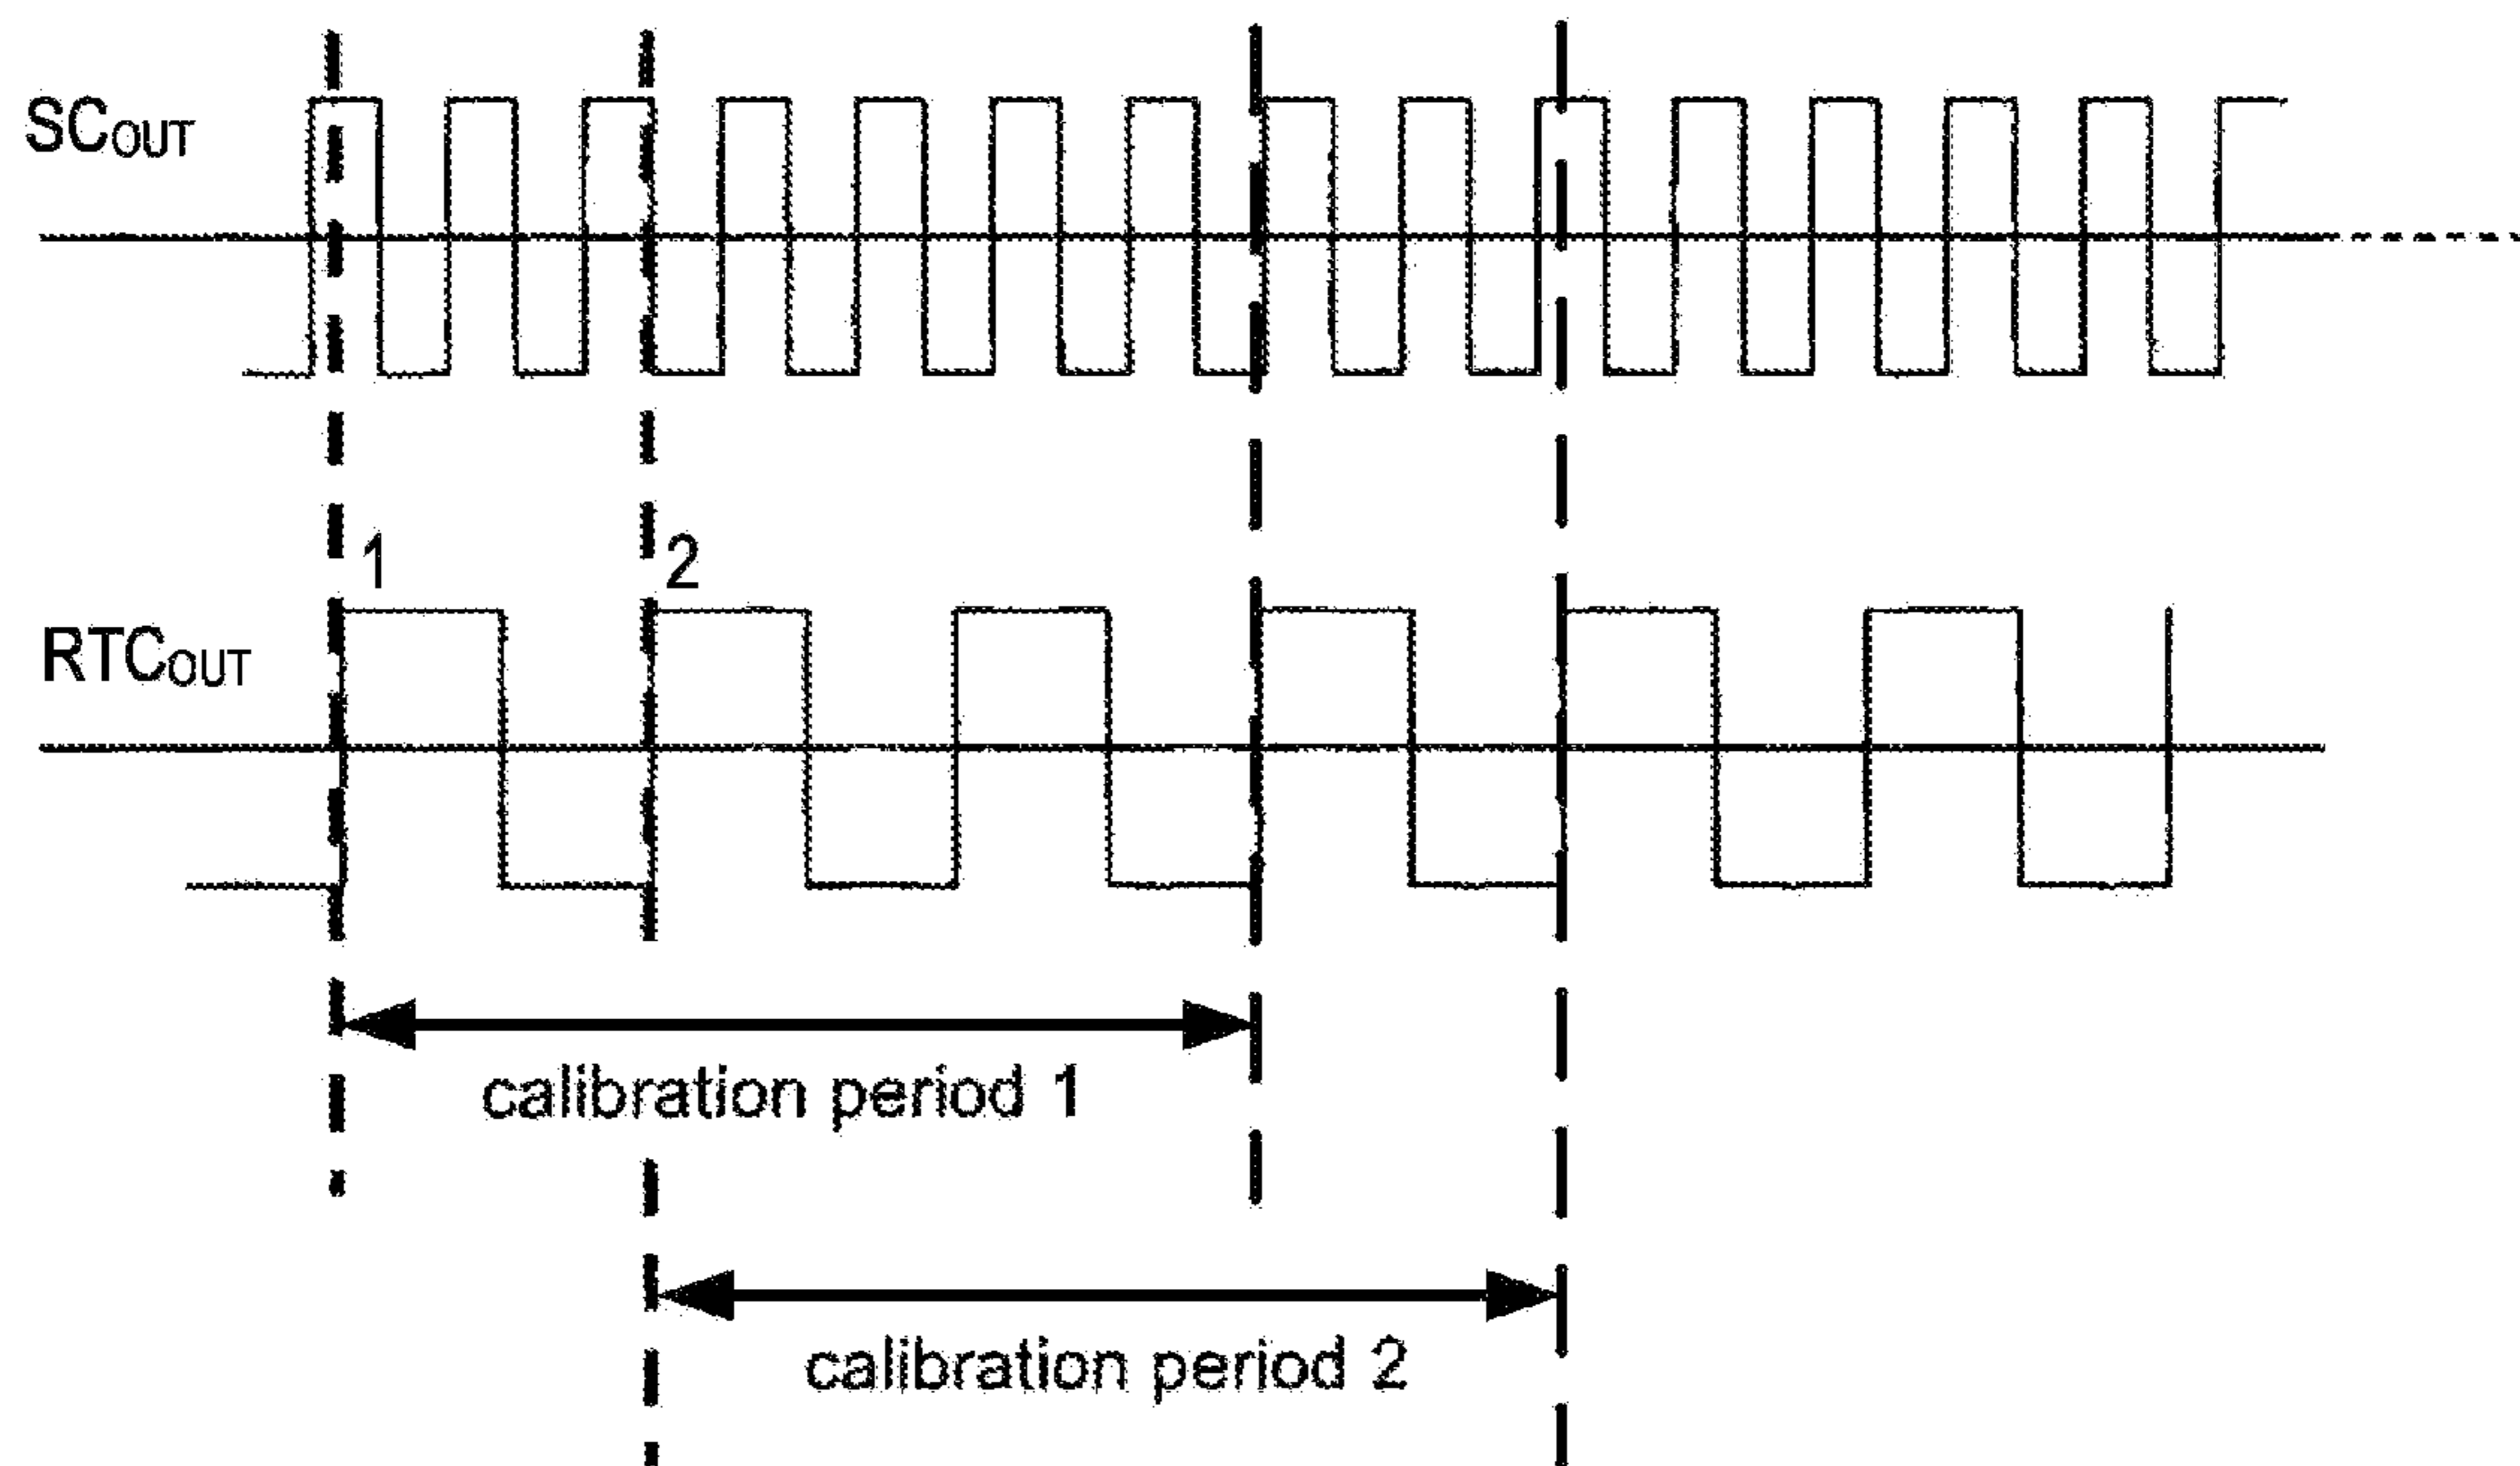 SCOUT
1
2
RTCOUT
calibration period 1
calibration period 2